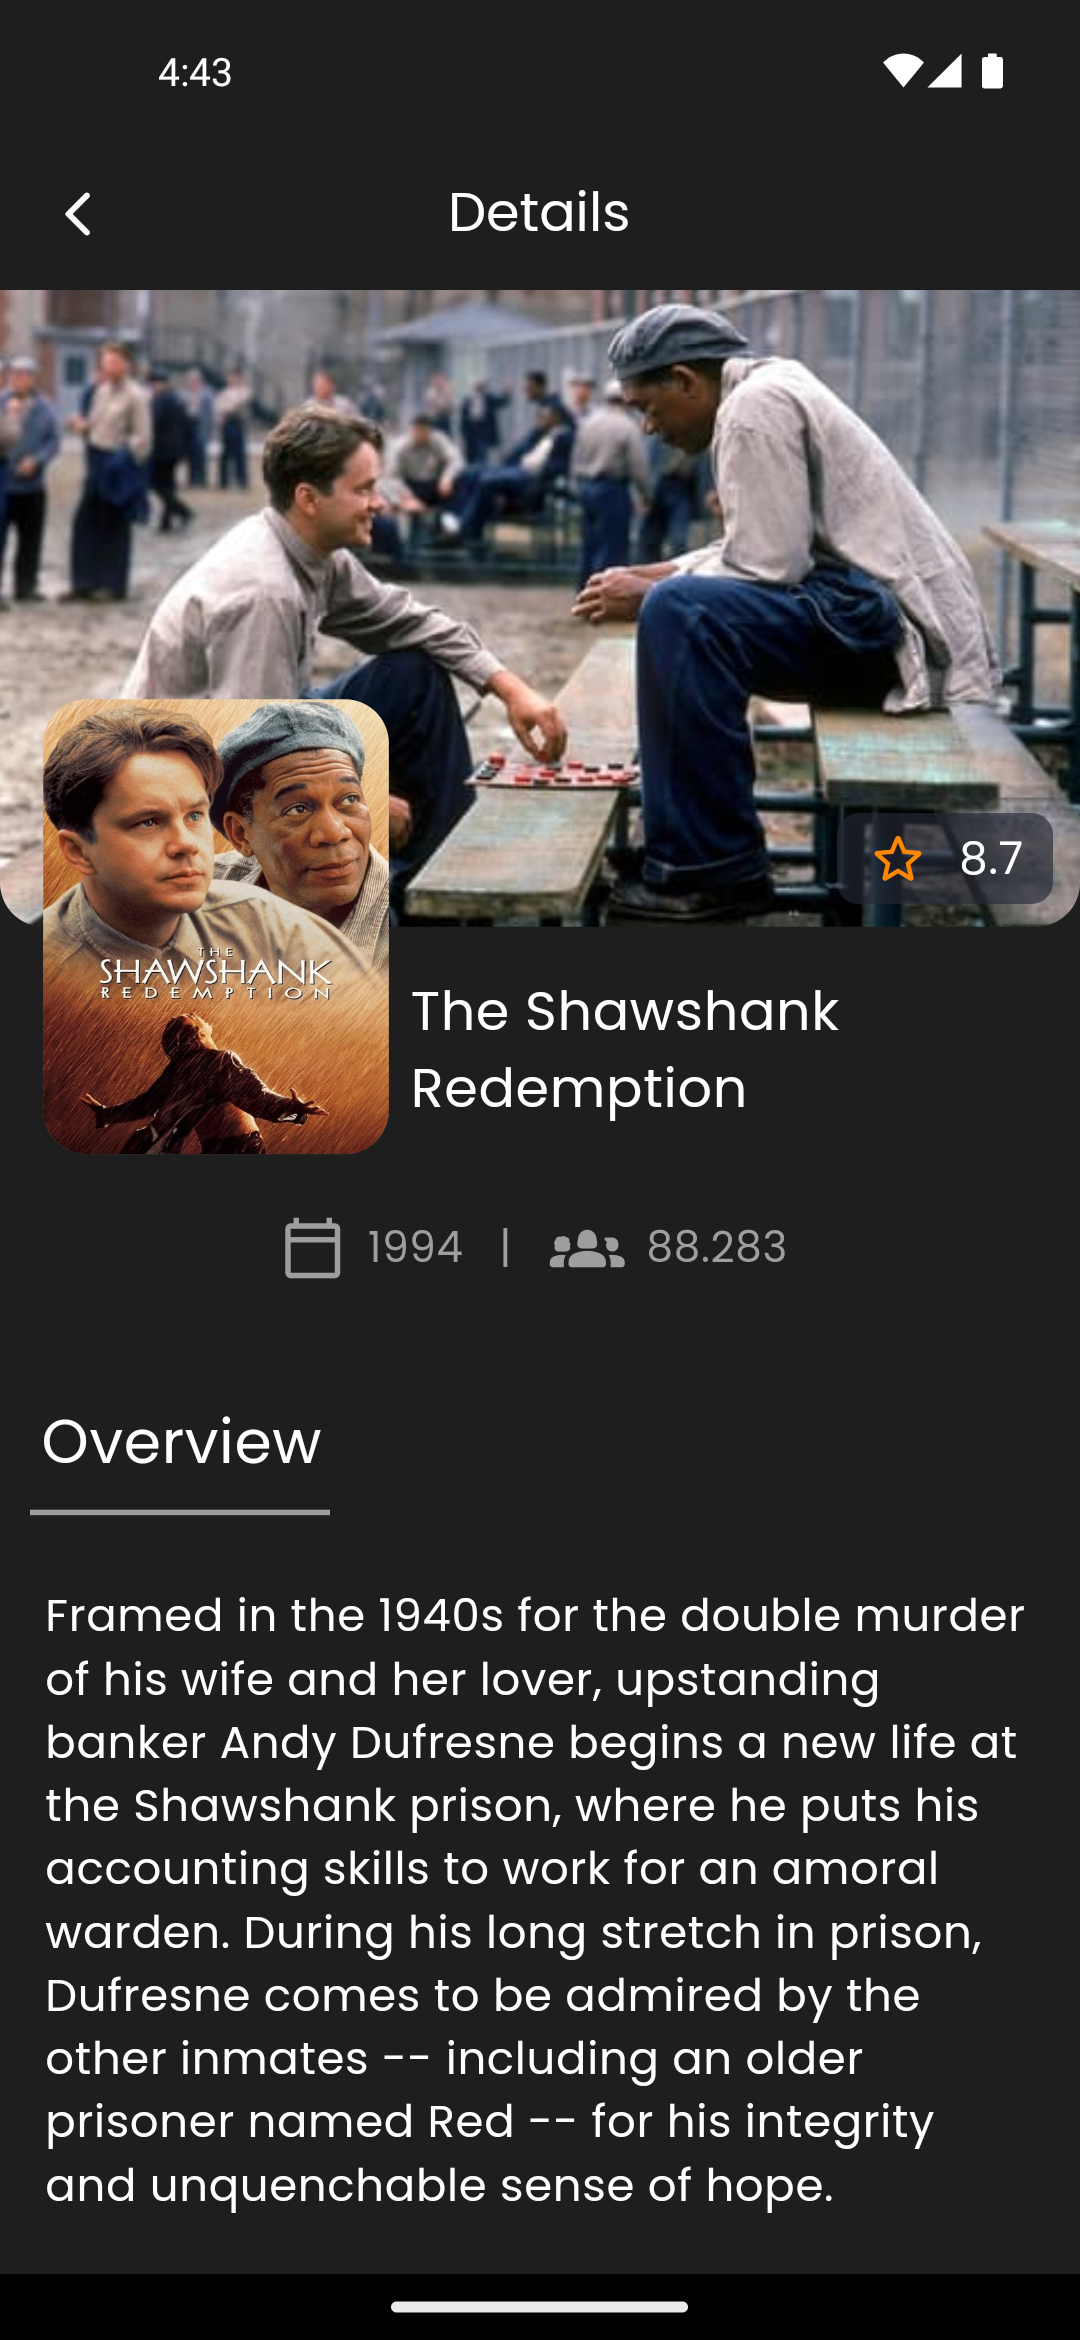 4:43
Details
8.7
THE
SHAWSHANK
REDEMPTION
The Shawshank
Redemption
1994 | 88.283
Overview
Framed in the 1940s for the double murder
of his wife and her lover, upstanding
banker Andy Dufresne begins a new life at
the Shawshank prison, where he puts his
accounting skills to work for an amoral
warden. During his long stretch in prison,
Dufresne comes to be admired by the
other inmates -- including an older
prisoner named Red -- for his integrity
and unquenchable sense of hope.